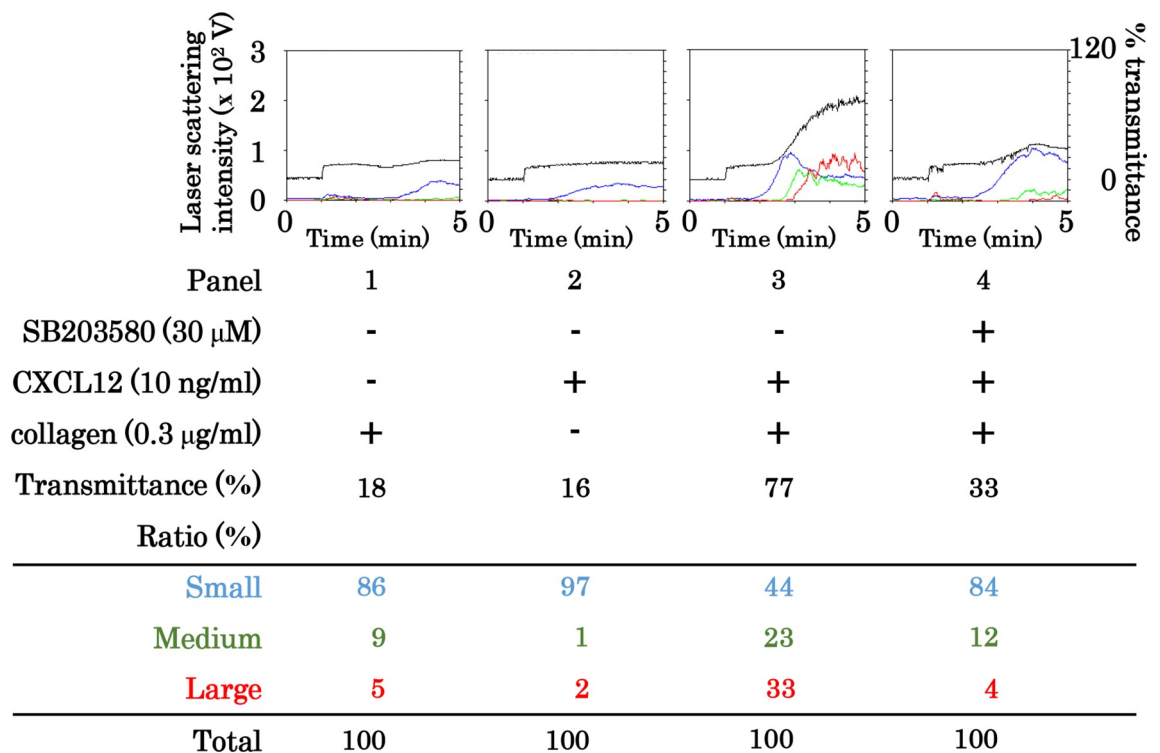 Laser scattering
intensity (x 10² V)
3
2
1
0
120
0
% transmittance
0 5
Time (min)
0 5
Time (min)
0 5
Time (min)
0 5
Time (min)
Panel 1 2 3 4
SB203580 (30 μM) - - - +
CXCL12 (10 ng/ml) - + + +
collagen (0.3 μg/ml) + - + +
Transmittance (%) 18 16 77 33
Ratio (%)
Small 86 97 44 84
Medium 9 1 23 12
Large 5 2 33 4
Total 100 100 100 100